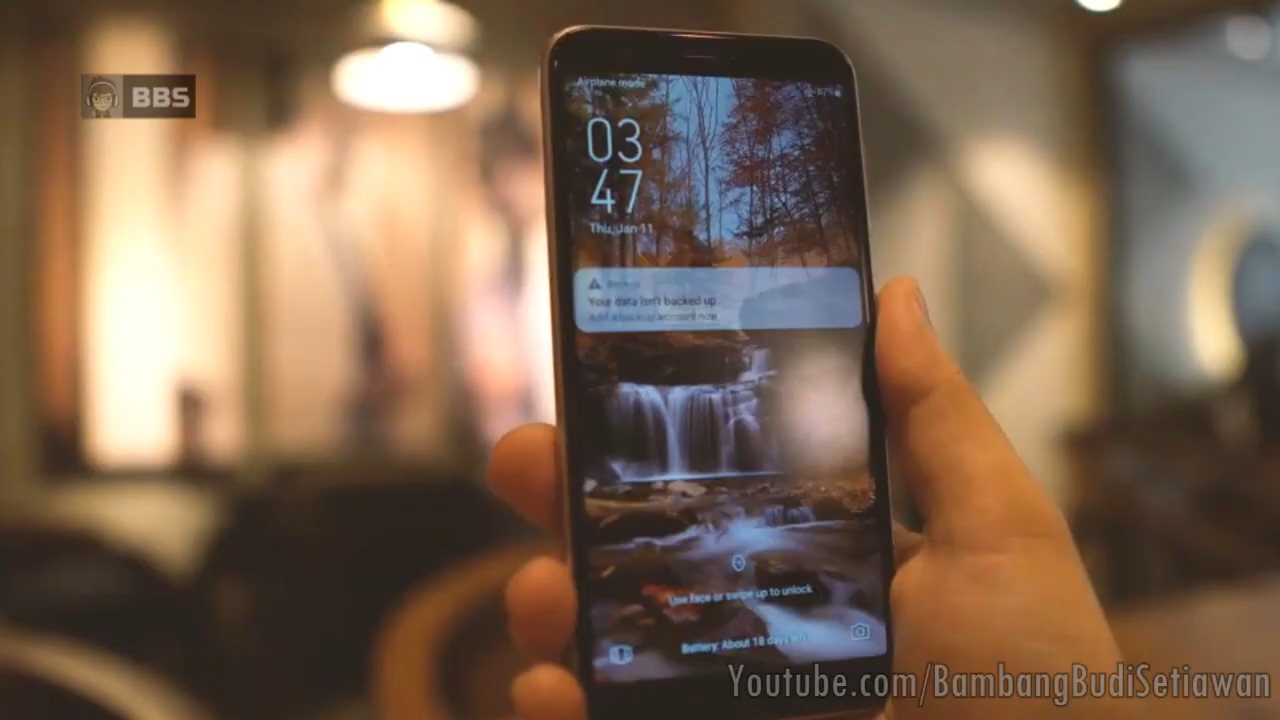 Airplane mode
87%
BBS
03
47
Thu, Jan 11
Your data isn't backed up
Add a backup account now
Use face or swipe up to unlock
Battery: About 18 days left
Youtube.com/BambangBudiSetiawan